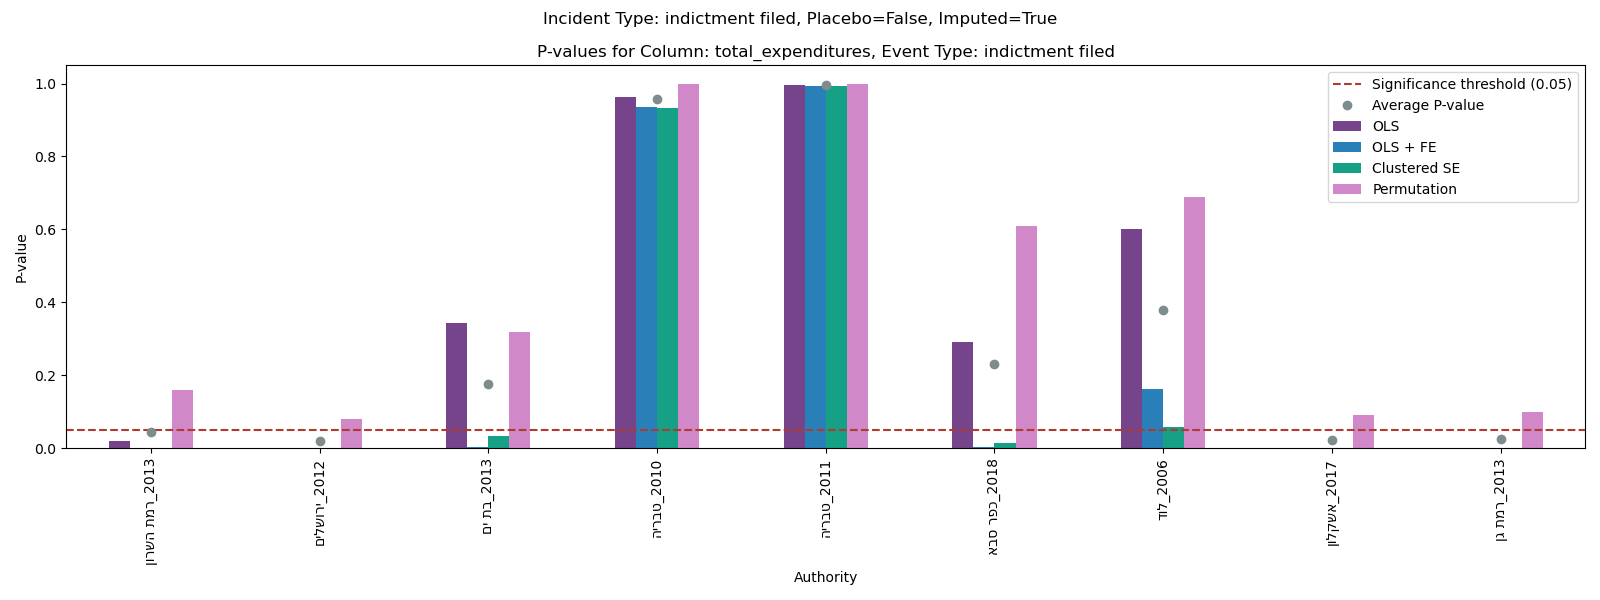 Incident Type: indictment filed, Placebo=False, Imputed=True
P-values for Column: total_expenditures, Event Type: indictment filed
Significance threshold (0.05)
Average P-value
OLS
OLS + FE
Clustered SE
Permutation
P-value
1.0
0.8
0.6
0.4
0.2
0.0
רמת השרון_2013
ירושלים_2012
בת ים_2013
טבריה_2010
טבריה_2011
כפר סבא_2018
לוד_2006
אשקלון_2017
רמת גן_2013
Authority